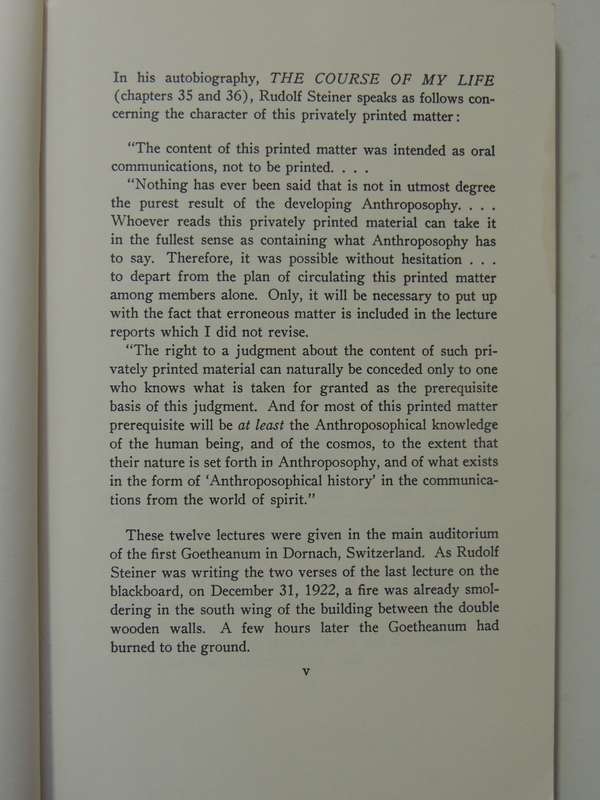 In his autobiography, THE COURSE OF MY LIFE
(chapters 35 and 36), Rudolf Steiner speaks as follows con-
cerning the character of this privately printed matter:
“The content of this printed matter was intended as oral
communications, not to be printed. . . .
“Nothing has ever been said that is not in utmost degree
the purest result of the developing Anthroposophy. . . .
Whoever reads this privately printed material can take it
in the fullest sense as containing what Anthroposophy has
to say. Therefore, it was possible without hesitation . . .
to depart from the plan of circulating this printed matter
among members alone. Only, it will be necessary to put up
with the fact that erroneous matter is included in the lecture
reports which I did not revise.
“The right to a judgment about the content of such pri-
vately printed material can naturally be conceded only to one
who knows what is taken for granted as the prerequisite
basis of this judgment. And for most of this printed matter
prerequisite will be at least the Anthroposophical knowledge
of the human being, and of the cosmos, to the extent that
their nature is set forth in Anthroposophy, and of what exists
in the form of ‘Anthroposophical history’ in the communica-
tions from the world of spirit.”
These twelve lectures were given in the main auditorium
of the first Goetheanum in Dornach, Switzerland. As Rudolf
Steiner was writing the two verses of the last lecture on the
blackboard, on December 31, 1922, a fire was already smol-
dering in the south wing of the building between the double
wooden walls. A few hours later the Goetheanum had
burned to the ground.
v